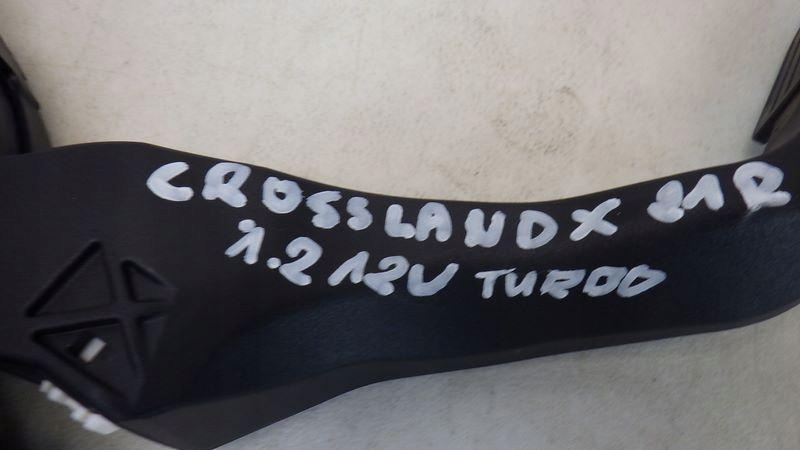 CROSSLAND X 21R
1.2 12V TURBO